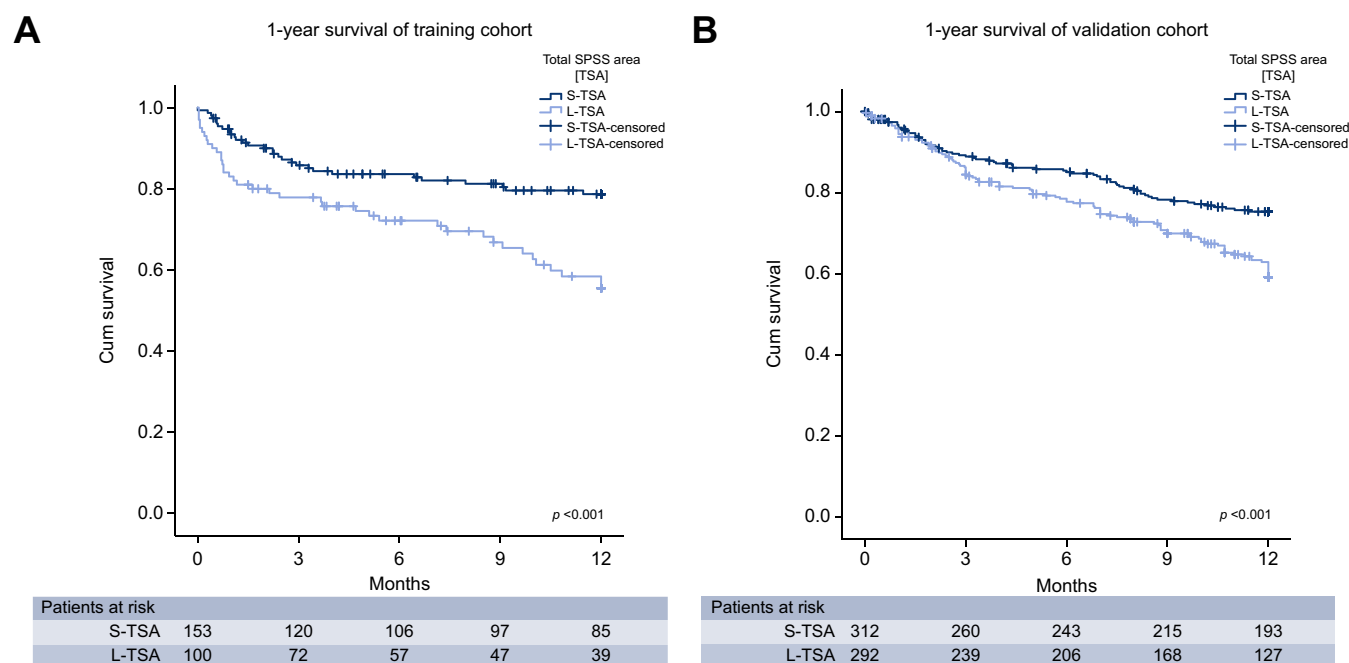 A
1-year survival of training cohort
Total SPSS area
[TSA]
S-TSA
L-TSA
S-TSA-censored
L-TSA-censored
1.0
0.8
0.6
0.4
0.2
0.0
Cum survival
p <0.001
0 3 6 9 12
Months
Patients at risk
S-TSA 153 120 106 97 85
L-TSA 100 72 57 47 39
B
1-year survival of validation cohort
Total SPSS area
[TSA]
S-TSA
L-TSA
S-TSA-censored
L-TSA-censored
1.0
0.8
0.6
0.4
0.2
0.0
Cum survival
p <0.001
0 3 6 9 12
Months
Patients at risk
S-TSA 312 260 243 215 193
L-TSA 292 239 206 168 127